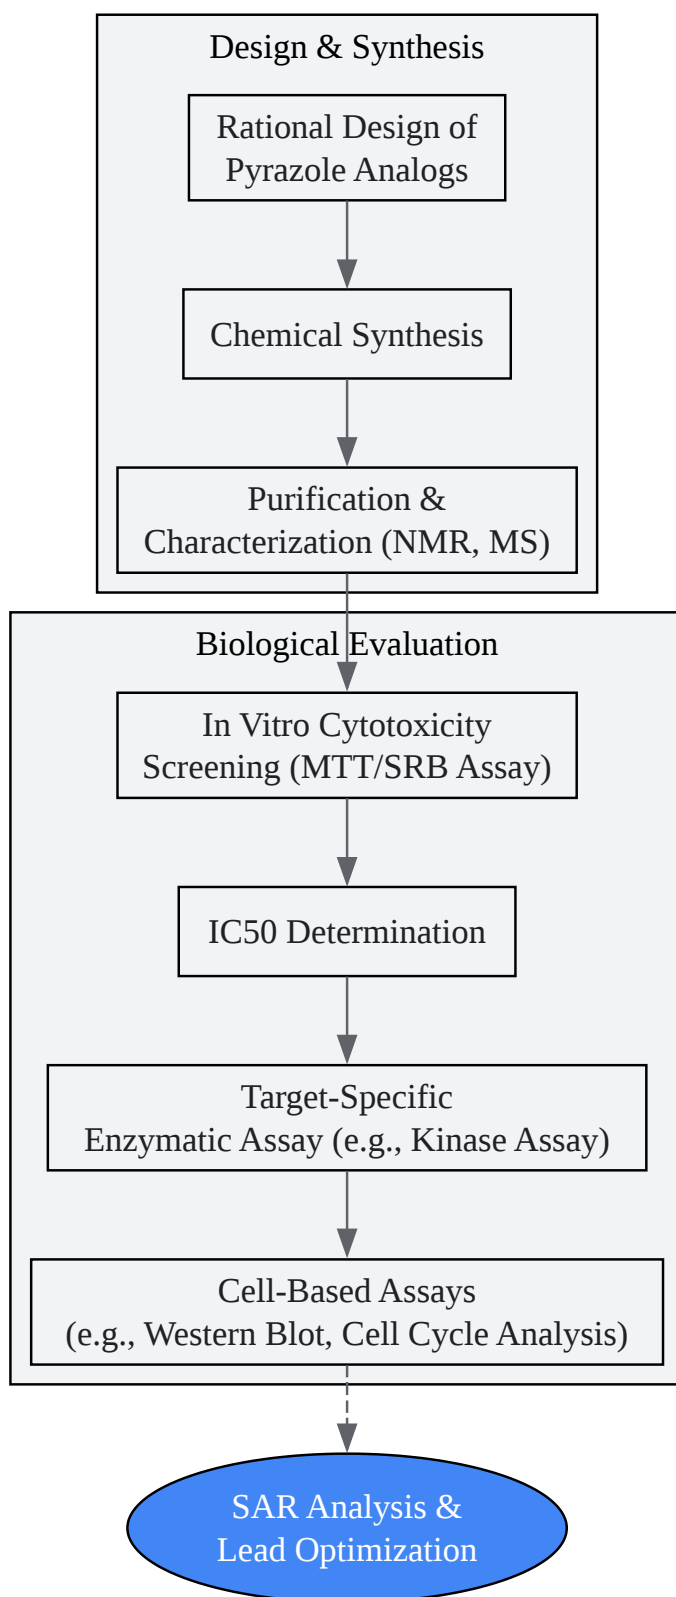 Design & Synthesis
Rational Design of
Pyrazole Analogs
Chemical Synthesis
Purification &
Characterization (NMR, MS)
Biological Evaluation
In Vitro Cytotoxicity
Screening (MTT/SRB Assay)
IC50 Determination
Target-Specific
Enzymatic Assay (e.g., Kinase Assay)
Cell-Based Assays
(e.g., Western Blot, Cell Cycle Analysis)
SAR Analysis &
Lead Optimization